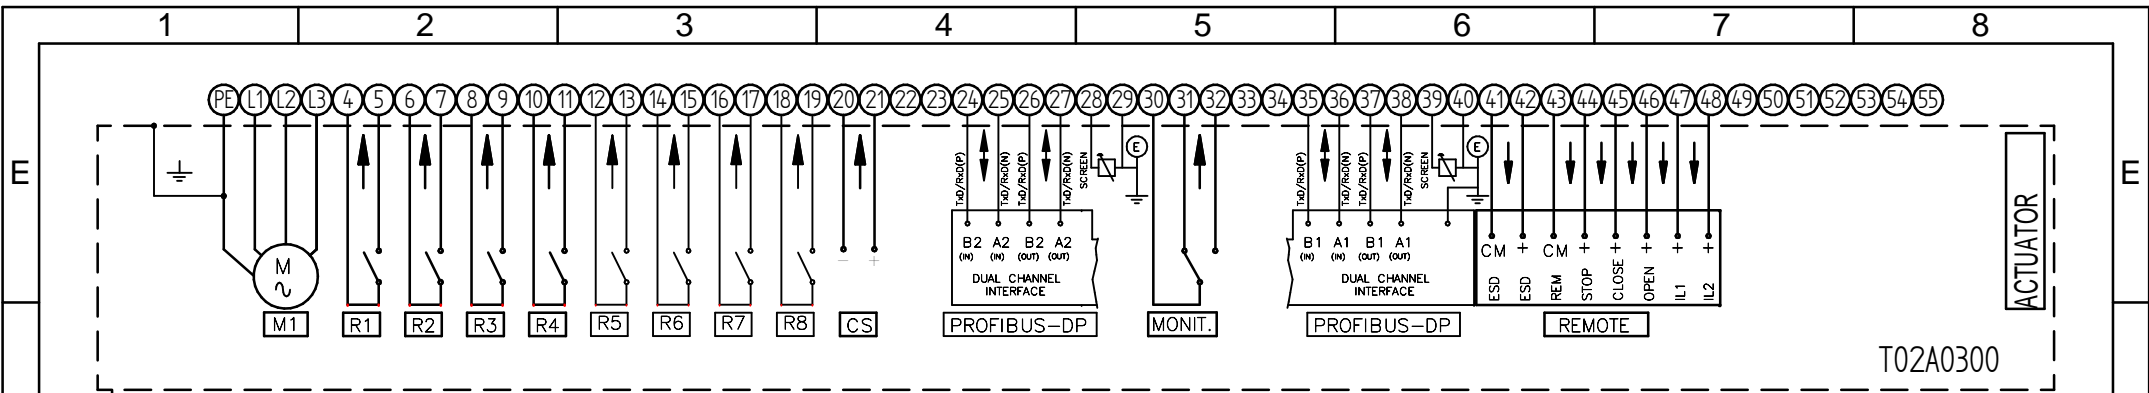 1 2 3 4 5 6 7 8
PE L1 L2 L3 4 5 6 7 8 9 10 11 12 13 14 15 16 17 18 19 20 21 22 23 24 25 26 27 28 29 30 31 32 33 34 35 36 37 38 39 40 41 42 43 44 45 46 47 48 49 50 51 52 53 54 55
E E
TxD/RxD(P) TxD/RxD(N) TxD/RxD(P) TxD/RxD(N) SCREEN E
TxD/RxD(P) TxD/RxD(N) TxD/RxD(P) TxD/RxD(N) SCREEN E
M
− +
B2 A2 B2 A2
(IN) (IN) (OUT) (OUT)
DUAL CHANNEL
INTERFACE
B1 A1 B1 A1
(IN) (IN) (OUT) (OUT)
DUAL CHANNEL
INTERFACE
CM + CM + + + + +
ESD ESD REM STOP CLOSE OPEN IL1 IL2
ACTUATOR
M1 R1 R2 R3 R4 R5 R6 R7 R8 CS PROFIBUS-DP MONIT. PROFIBUS-DP REMOTE
T02A0300